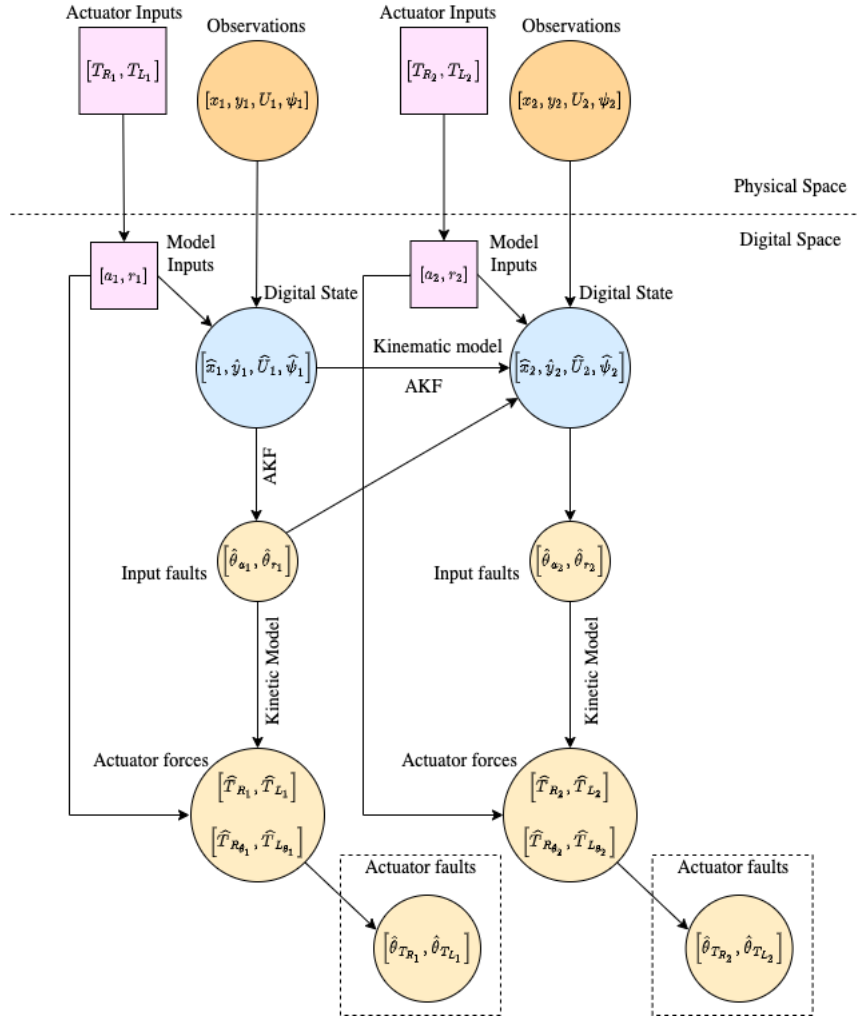 Actuator Inputs
Observations
Actuator Inputs
Observations
[T_{R_1}, T_{L_1}]
[x_1, y_1, U_1, ψ_1]
[T_{R_2}, T_{L_2}]
[x_2, y_2, U_2, ψ_2]
Physical Space
Digital Space
Model
Inputs
Model
Inputs
[a_1, r_1]
[a_2, r_2]
Digital State
Digital State
[x̂_1, ŷ_1, Û_1, ψ̂_1]
Kinematic model
AKF
[x̂_2, ŷ_2, Û_2, ψ̂_2]
AKF
Input faults
[θ̂_{a_1}, θ̂_{r_1}]
Input faults
[θ̂_{a_2}, θ̂_{r_2}]
Kinetic Model
Kinetic Model
Actuator forces
Actuator forces
[T̂_{R_1}, T̂_{L_1}]
[T̂_{R_2}, T̂_{L_2}]
[T̂_{R_{θ_1}}, T̂_{L_{θ_1}}]
[T̂_{R_{θ_2}}, T̂_{L_{θ_2}}]
Actuator faults
Actuator faults
[θ̂_{T_{R_1}}, θ̂_{T_{L_1}}]
[θ̂_{T_{R_2}}, θ̂_{T_{L_2}}]